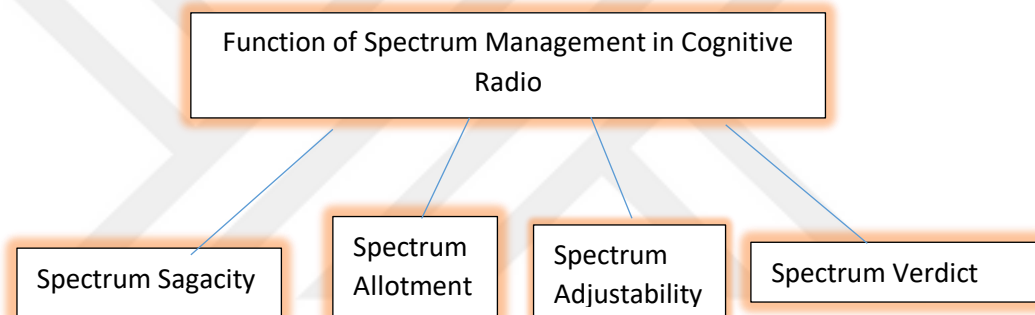 Function of Spectrum Management in Cognitive
Radio
Spectrum Sagacity
Spectrum
Allotment
Spectrum
Adjustability
Spectrum Verdict